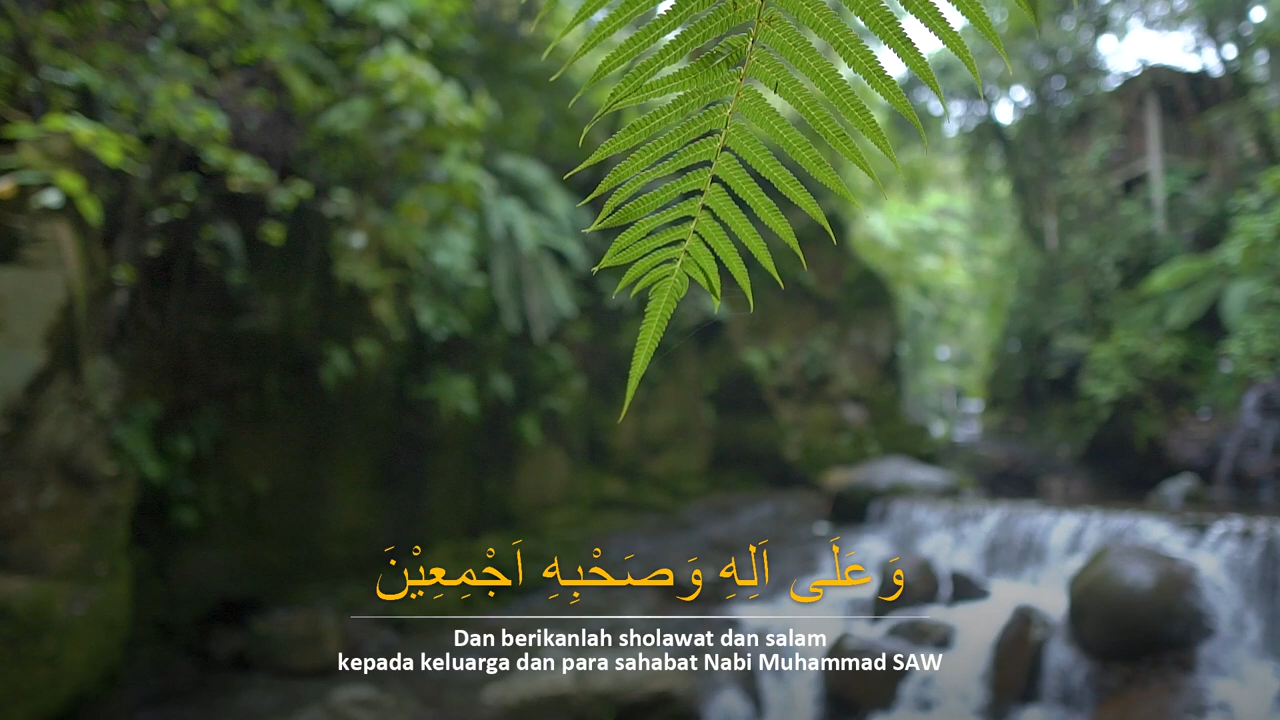 وَعَلَى اَلِهِ وَصَحْبِهِ اَجْمِعِيْنَ
Dan berikanlah sholawat dan salam
kepada keluarga dan para sahabat Nabi Muhammad SAW